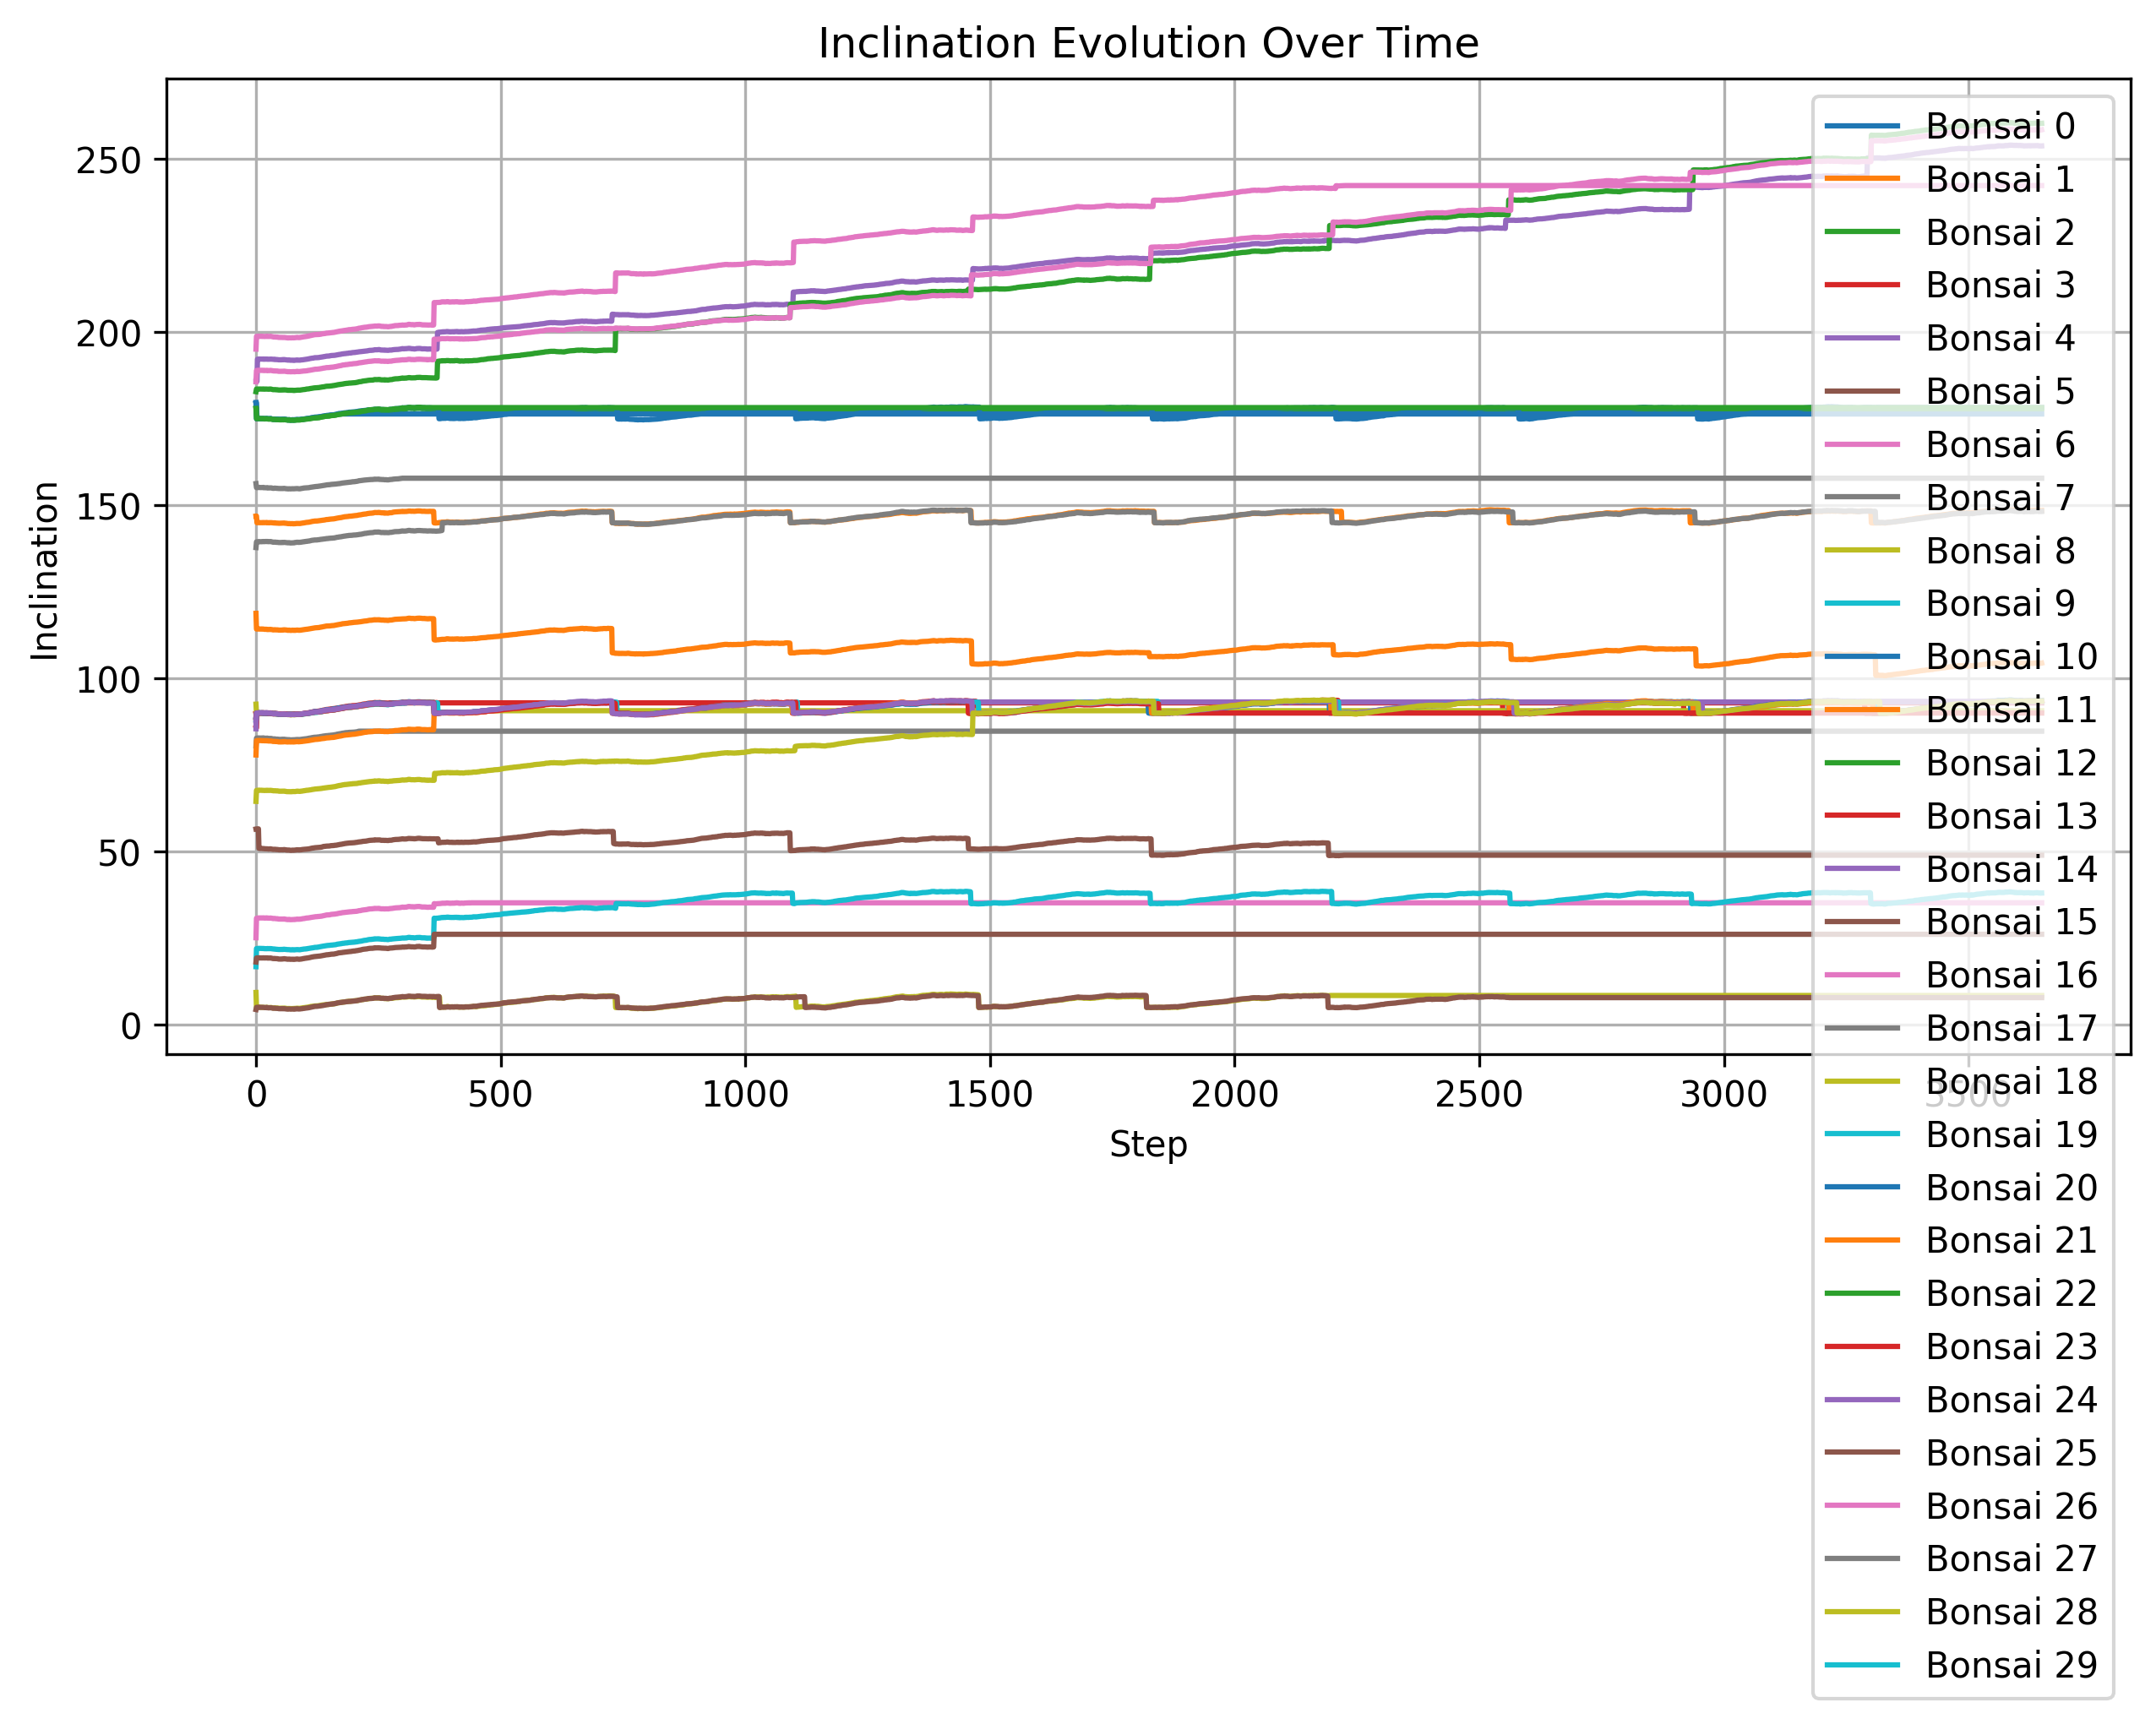 Inclination Evolution Over Time
Inclination
250
200
150
100
50
0
0 500 1000 1500 2000 2500 3000 3500
Step
Bonsai 0
Bonsai 1
Bonsai 2
Bonsai 3
Bonsai 4
Bonsai 5
Bonsai 6
Bonsai 7
Bonsai 8
Bonsai 9
Bonsai 10
Bonsai 11
Bonsai 12
Bonsai 13
Bonsai 14
Bonsai 15
Bonsai 16
Bonsai 17
Bonsai 18
Bonsai 19
Bonsai 20
Bonsai 21
Bonsai 22
Bonsai 23
Bonsai 24
Bonsai 25
Bonsai 26
Bonsai 27
Bonsai 28
Bonsai 29